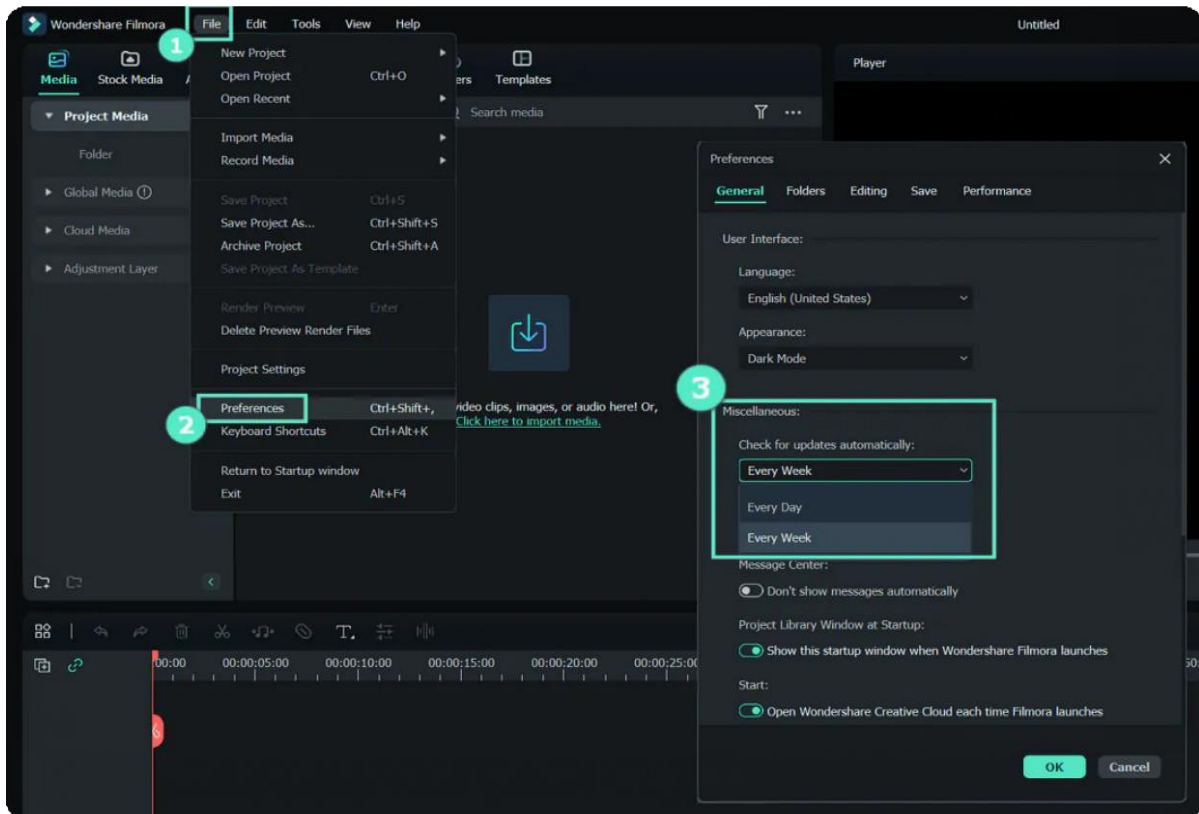 Wondershare Filmora File Edit Tools View Help Untitled
1
Media Stock Media Templates
Player
Project Media
Search media
Folder
Global Media
Cloud Media
Adjustment Layer
New Project
Open Project Ctrl+O
Open Recent
Import Media
Record Media
Save Project Ctrl+S
Save Project As... Ctrl+Shift+S
Archive Project Ctrl+Shift+A
Save Project As Template
Render Preview Enter
Delete Preview Render Files
Project Settings
2
Preferences Ctrl+Shift+,
Keyboard Shortcuts Ctrl+Alt+K
Return to Startup window
Exit Alt+F4
video clips, images, or audio here! Or,
Click here to import media.
Preferences
General Folders Editing Save Performance
User Interface:
Language:
English (United States)
Appearance:
Dark Mode
3
Miscellaneous:
Check for updates automatically:
Every Week
Every Day
Every Week
Message Center:
Don't show messages automatically
Project Library Window at Startup:
Show this startup window when Wondershare Filmora launches
Start:
Open Wondershare Creative Cloud each time Filmora launches
OK Cancel
00:00 00:00:05:00 00:00:10:00 00:00:15:00 00:00:20:00 00:00:25:00